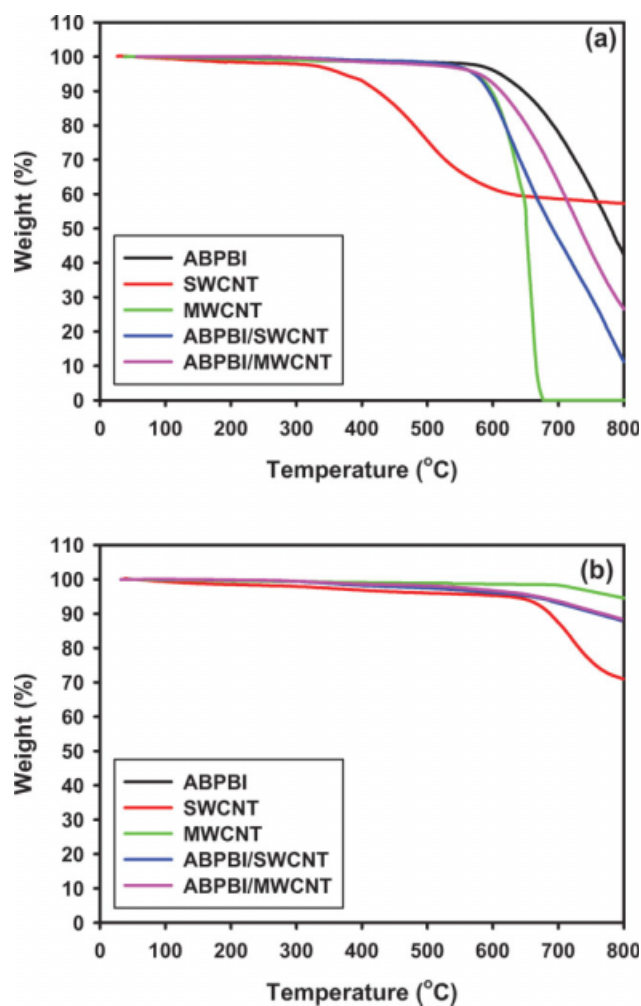 (a)
110
100
90
80
70
60
50
40
30
20
10
0
Weight (%)
ABPBI
SWCNT
MWCNT
ABPBI/SWCNT
ABPBI/MWCNT
0 100 200 300 400 500 600 700 800
Temperature (°C)
(b)
110
100
90
80
70
60
50
40
30
20
10
0
Weight (%)
ABPBI
SWCNT
MWCNT
ABPBI/SWCNT
ABPBI/MWCNT
0 100 200 300 400 500 600 700 800
Temperature (°C)